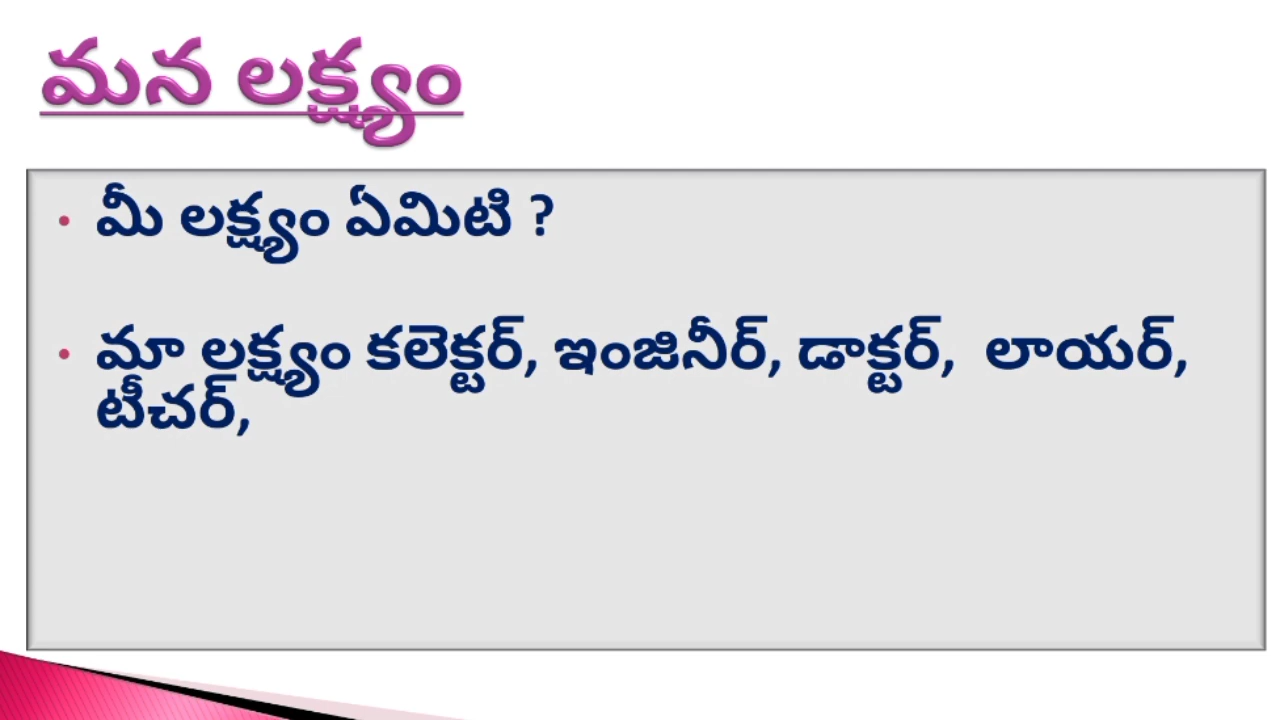 మన లక్ష్యం
• మీ లక్ష్యం ఏమిటి ?
• మా లక్ష్యం కలెక్టర్, ఇంజినీర్, డాక్టర్,  లాయర్,
టీచర్,